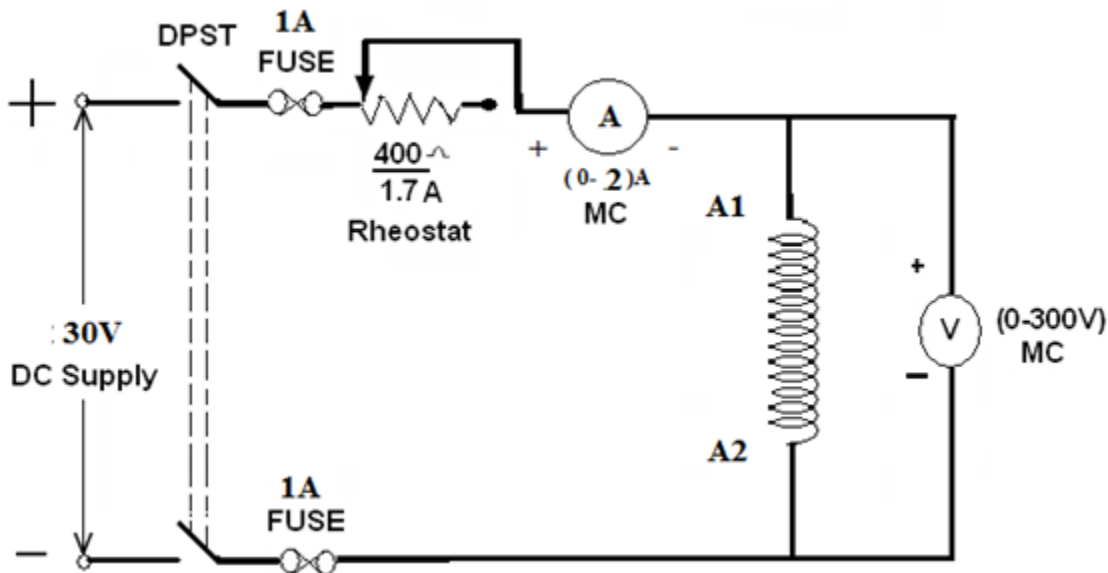 DPST
1A
FUSE
+
400
1.7 A
Rheostat
A
+
-
(0-2)A
MC
A1
: 30V
DC Supply
+
V
-
(0-300V)
MC
A2
1A
FUSE
-